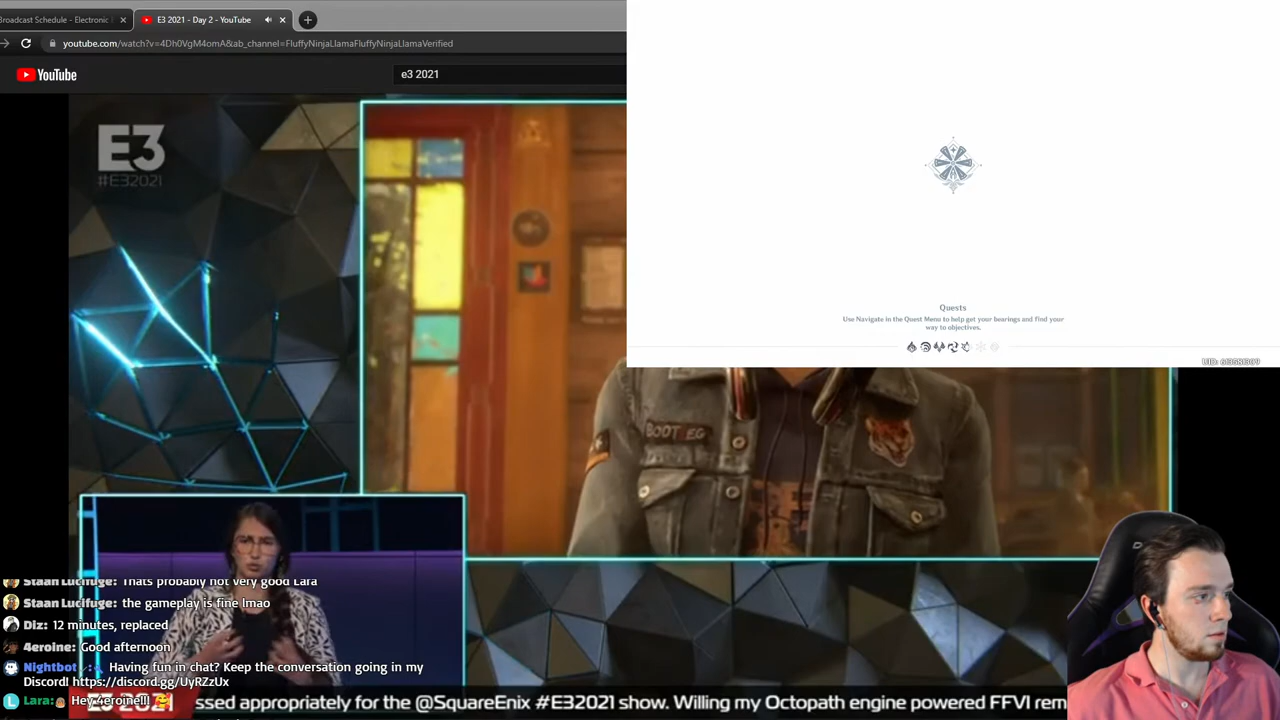 Broadcast Schedule - Electronic
E3 2021 - Day 2 - YouTube
youtube.com/watch?v=4Dh0VgM4omA&ab_channel=FluffyNinjaLlamaFluffyNinjaLlamaVerified
YouTube
e3 2021
E3
#E32021
BOOTLEG
Quests
Use Navigate in the Quest Menu to help get your bearings and find your
way to objectives.
Staan Lucifuge: Thats probably not very good Lara
Staan Lucifuge: the gameplay is fine lmao
Diz: 12 minutes, replaced
4eroine: Good afternoon
Nightbot: Having fun in chat? Keep the conversation going in my
Discord! https://discord.gg/UyRZzUx
Lara: Hey 4eroine!!! 🥰
E3 2021
ssed appropriately for the @SquareEnix #E32021 show. Willing my Octopath engine powered FFVI rem